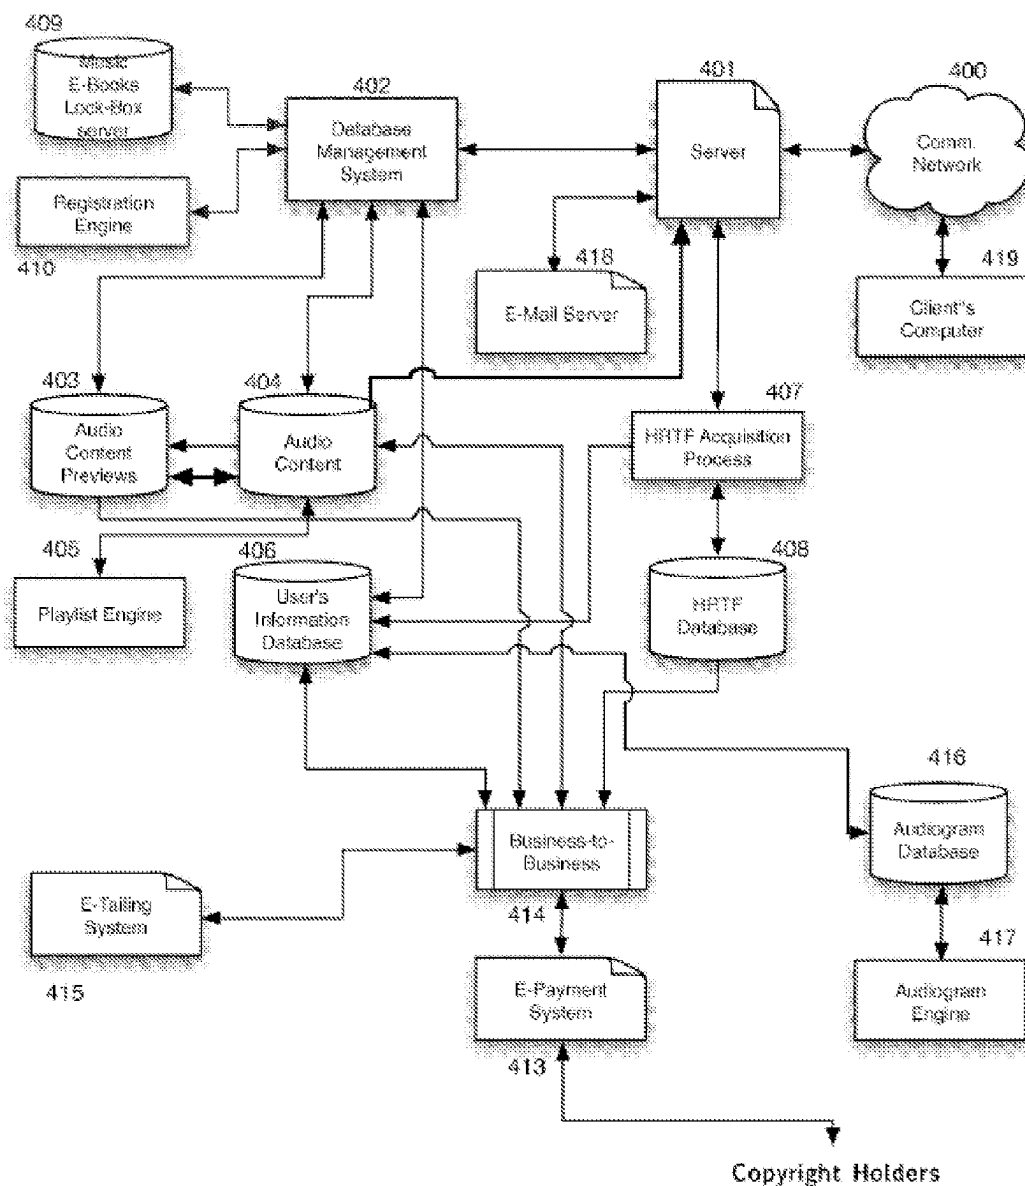 409
Music
E-Books
Lock-Box
server
402
Database
Management
System
401
Server
400
Comm.
Network
Registration
Engine
410
418
E-Mail Server
419
Client"s
Computer
403
Audio
Content
Previews
404
Audio
Content
407
HRTF Acquisition
Process
405
Playlist Engine
406
User's
Information
Database
408
HRTF
Database
416
Audiogram
Database
Business-to-
Business
414
E-Tailing
System
415
E-Payment
System
413
417
Audiogram
Engine
Copyright Holders